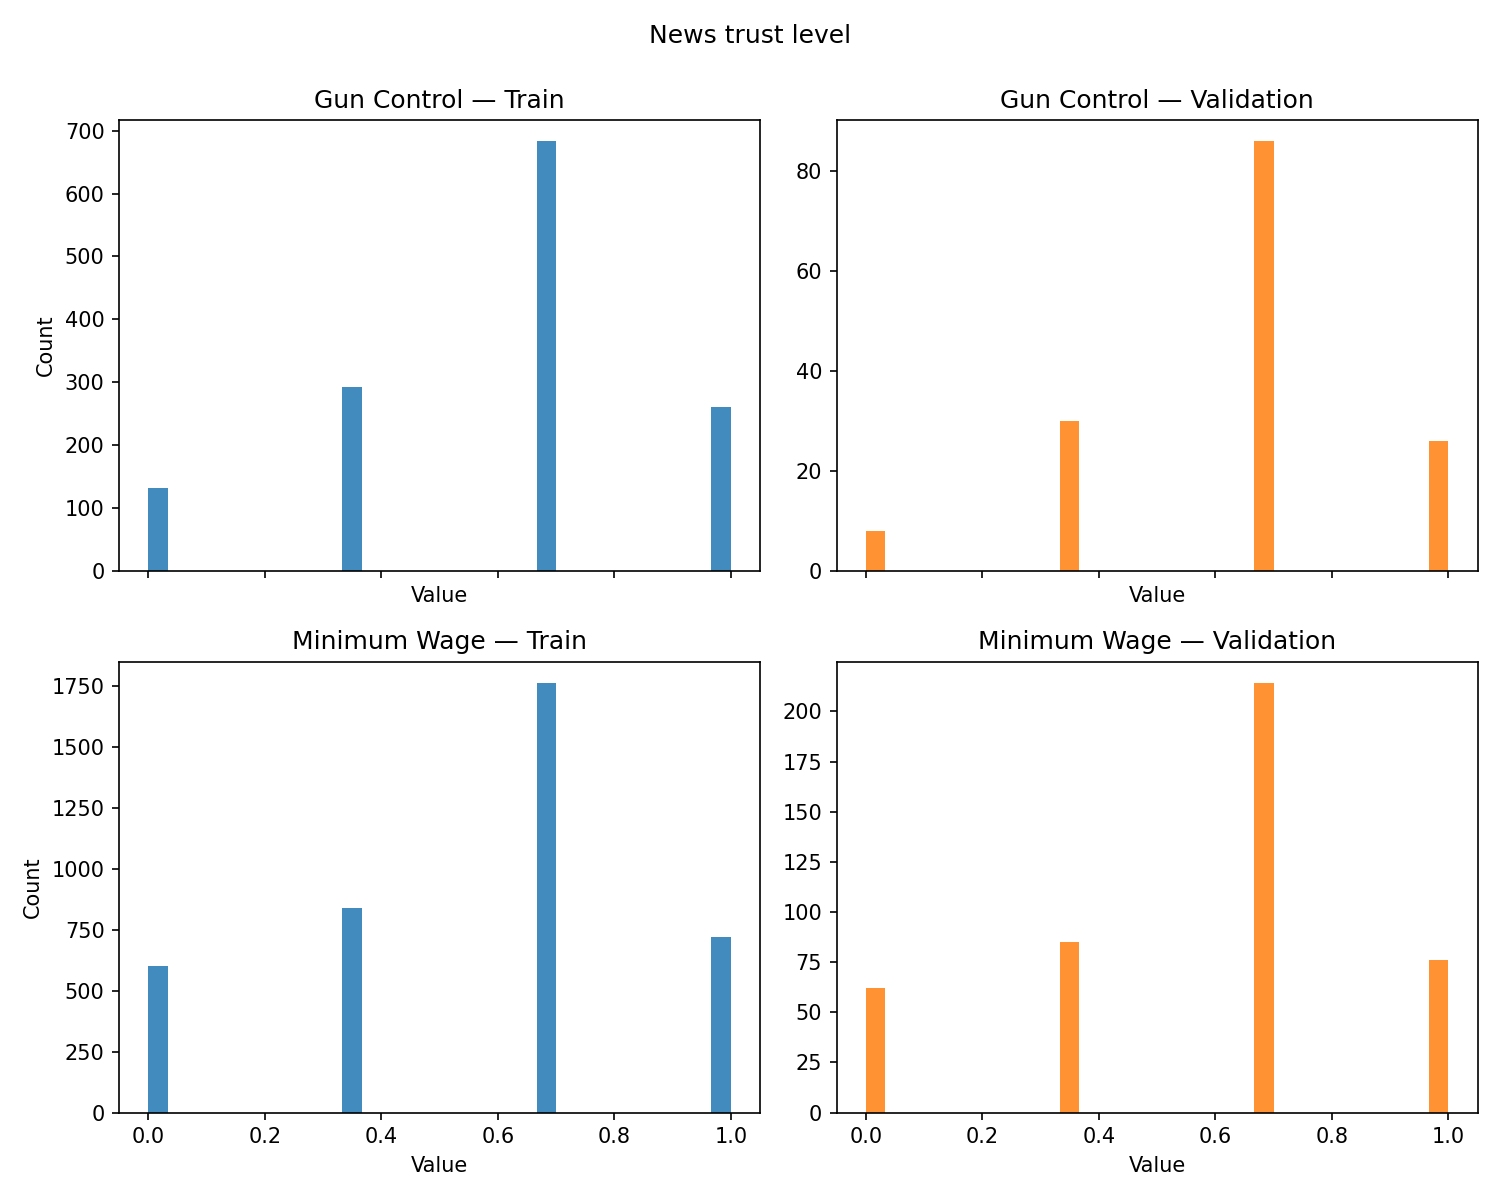 News trust level
Gun Control — Train
700
600
500
400
300
200
100
0
Count
Value
Gun Control — Validation
80
60
40
20
0
Value
Minimum Wage — Train
1750
1500
1250
1000
750
500
250
0
Count
0.0 0.2 0.4 0.6 0.8 1.0
Value
Minimum Wage — Validation
200
175
150
125
100
75
50
25
0
0.0 0.2 0.4 0.6 0.8 1.0
Value